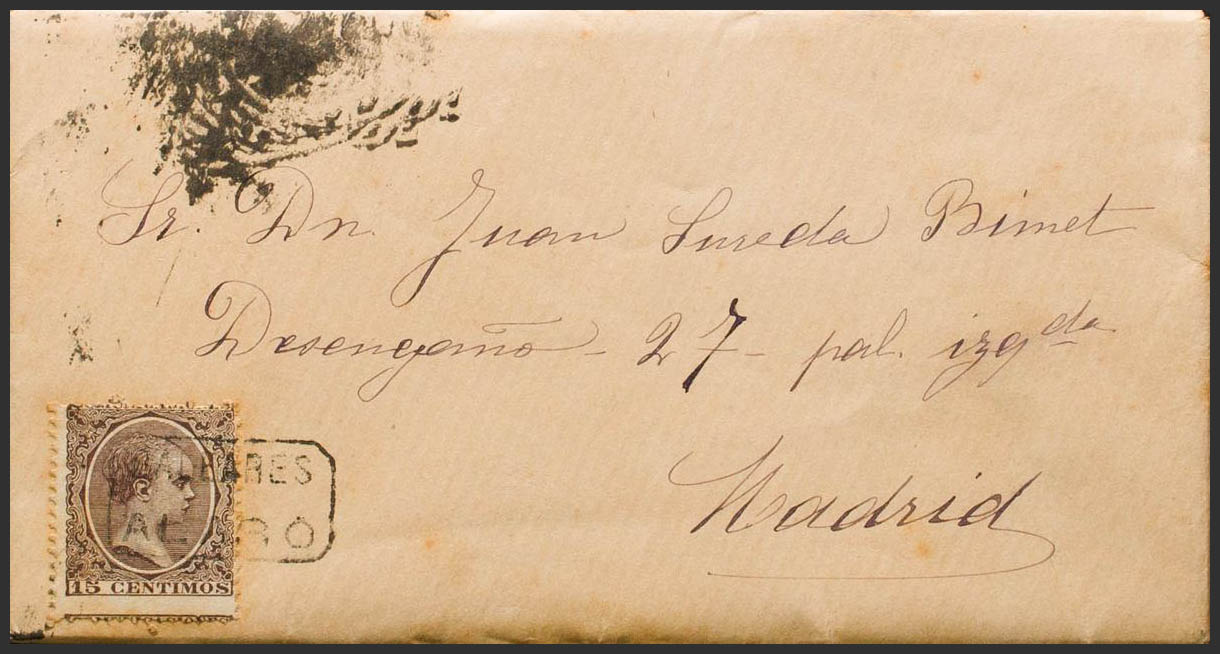 Sr. Dn. Juan Sureda Bimet
Desengaño - 27 - pal. izqda
Madrid
15 CENTIMOS